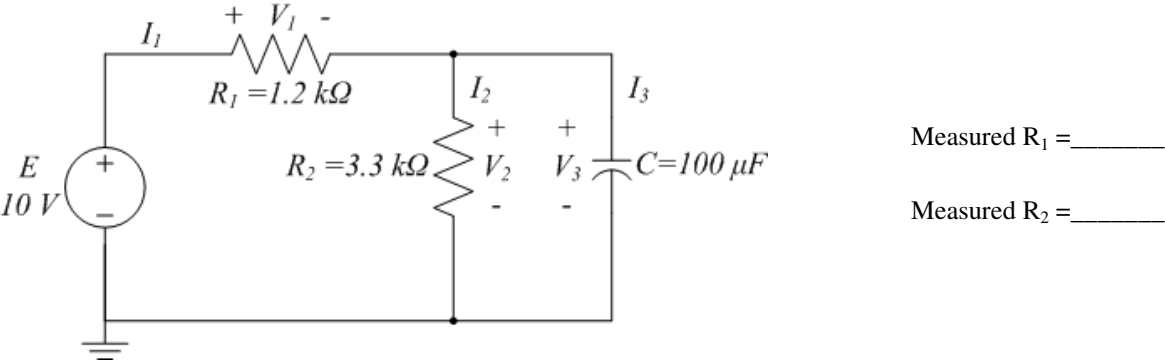 + V1 -
I1
R1 =1.2 kΩ
I2
I3
E
10 V
+
-
R2 =3.3 kΩ
+
V2
-
+
V3
-
C=100 μF
Measured R1 =_______
Measured R2 =_______